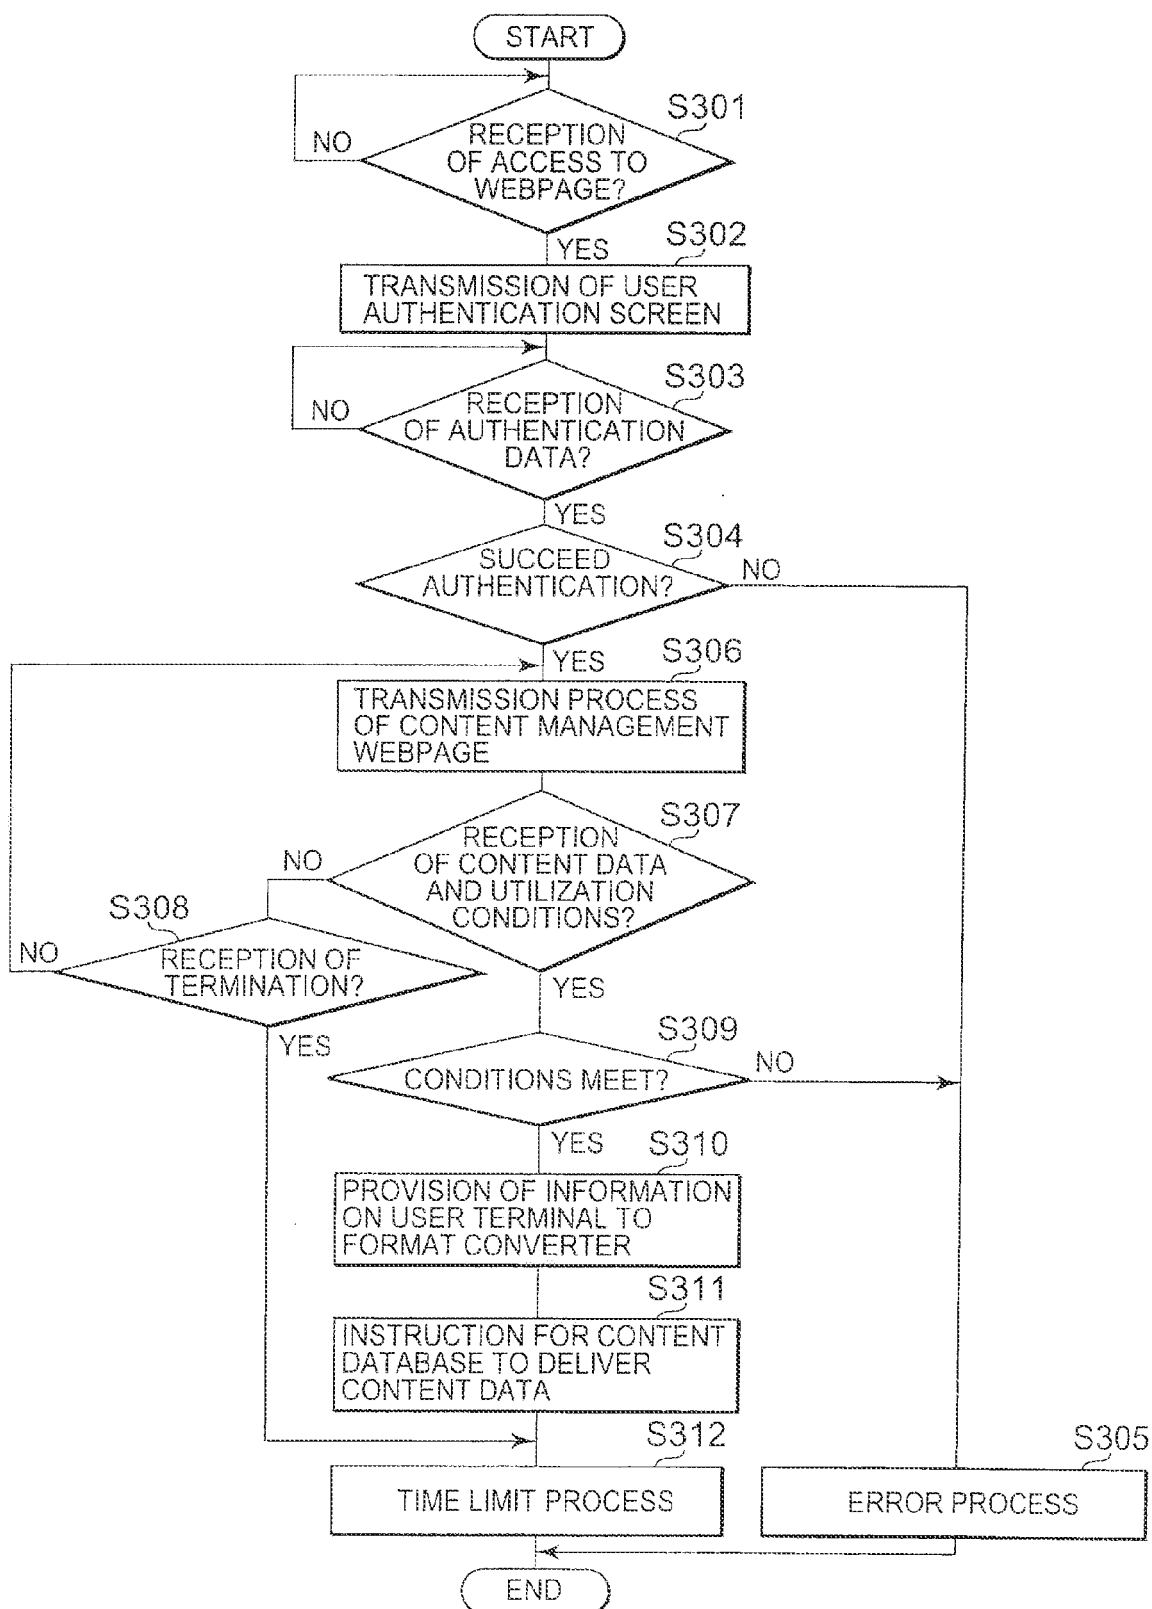 START
S301
NO
RECEPTION
OF ACCESS TO
WEBPAGE?
YES
S302
TRANSMISSION OF USER
AUTHENTICATION SCREEN
S303
NO
RECEPTION
OF AUTHENTICATION
DATA?
YES
S304
SUCCEED
AUTHENTICATION?
NO
YES
S306
TRANSMISSION PROCESS
OF CONTENT MANAGEMENT
WEBPAGE
S307
NO
RECEPTION
OF CONTENT DATA
AND UTILIZATION
CONDITIONS?
S308
NO
RECEPTION OF
TERMINATION?
YES
YES
S309
CONDITIONS MEET?
NO
YES
S310
PROVISION OF INFORMATION
ON USER TERMINAL TO
FORMAT CONVERTER
S311
INSTRUCTION FOR CONTENT
DATABASE TO DELIVER
CONTENT DATA
S312
TIME LIMIT PROCESS
S305
ERROR PROCESS
END